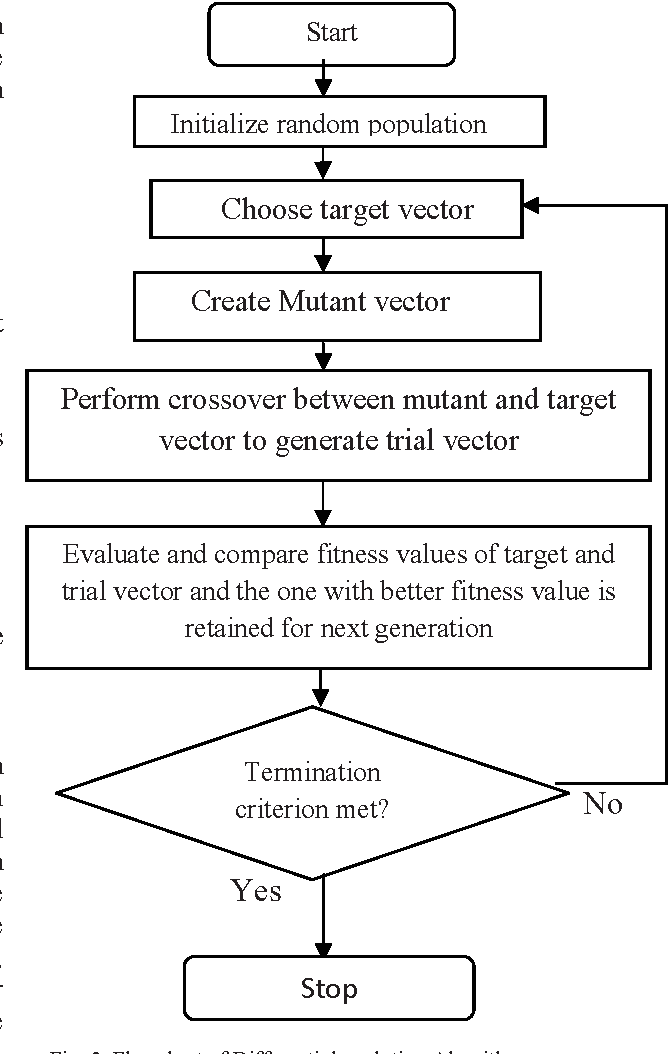 Start
Initialize random population
Choose target vector
Create Mutant vector
Perform crossover between mutant and target
vector to generate trial vector
Evaluate and compare fitness values of target and
trial vector and the one with better fitness value is
retained for next generation
Termination
criterion met?
No
Yes
Stop